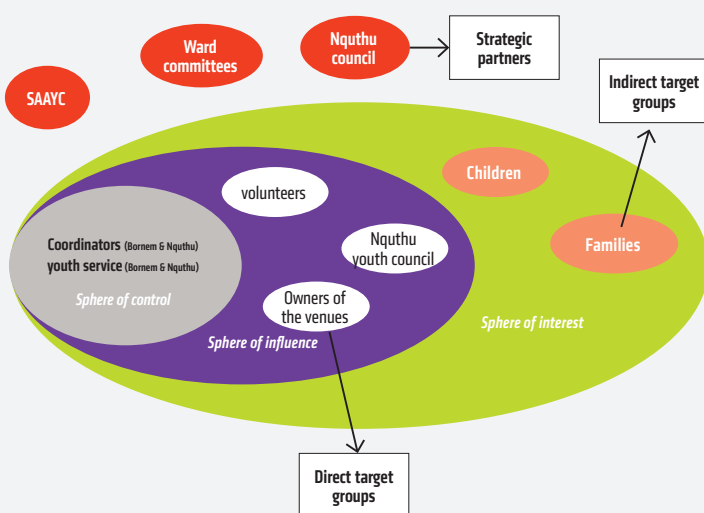 Ward
committees
Nquthu
council
Strategic
partners
SAAYC
Indirect target
groups
Children
volunteers
Families
Nquthu
youth council
Coordinators (Bornem & Nquthu)
youth service (Bornem & Nquthu)
Sphere of control
Owners of
the venues
Sphere of influence
Sphere of interest
Direct target
groups